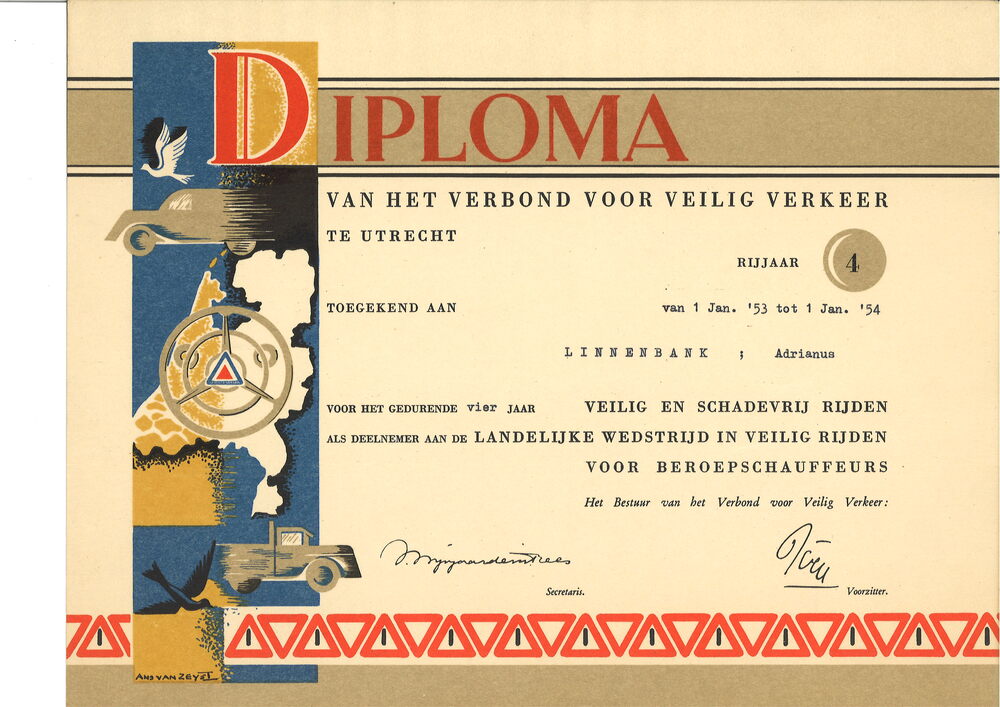 DIPLOMA
VAN HET VERBOND VOOR VEILIG VERKEER
TE UTRECHT
RIJJAAR 4
TOEGEKEND AAN van 1 Jan. '53 tot 1 Jan. '54
LINNENBANK ; Adrianus
VOOR HET GEDURENDE vier JAAR VEILIG EN SCHADEVRIJ RIJDEN
ALS DEELNEMER AAN DE LANDELIJKE WEDSTRIJD IN VEILIG RIJDEN
VOOR BEROEPSCHAUFFEURS
Het Bestuur van het Verbond voor Veilig Verkeer:
Secretaris. Voorzitter.
ANS VAN ZEYST